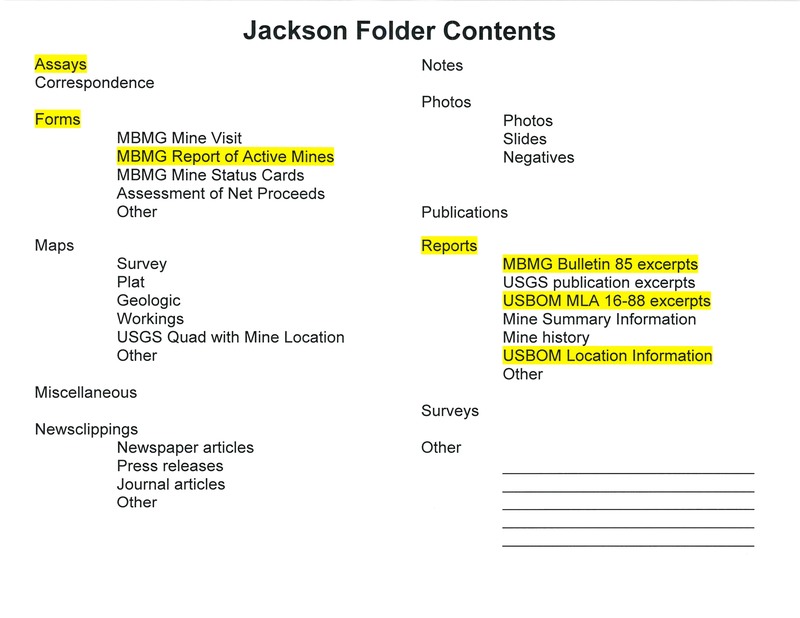 Jackson Folder Contents
Assays
Correspondence
Forms
MBMG Mine Visit
MBMG Report of Active Mines
MBMG Mine Status Cards
Assessment of Net Proceeds
Other
Maps
Survey
Plat
Geologic
Workings
USGS Quad with Mine Location
Other
Miscellaneous
Newsclippings
Newspaper articles
Press releases
Journal articles
Other
Notes
Photos
Photos
Slides
Negatives
Publications
Reports
MBMG Bulletin 85 excerpts
USGS publication excerpts
USBOM MLA 16-88 excerpts
Mine Summary Information
Mine history
USBOM Location Information
Other
Surveys
Other